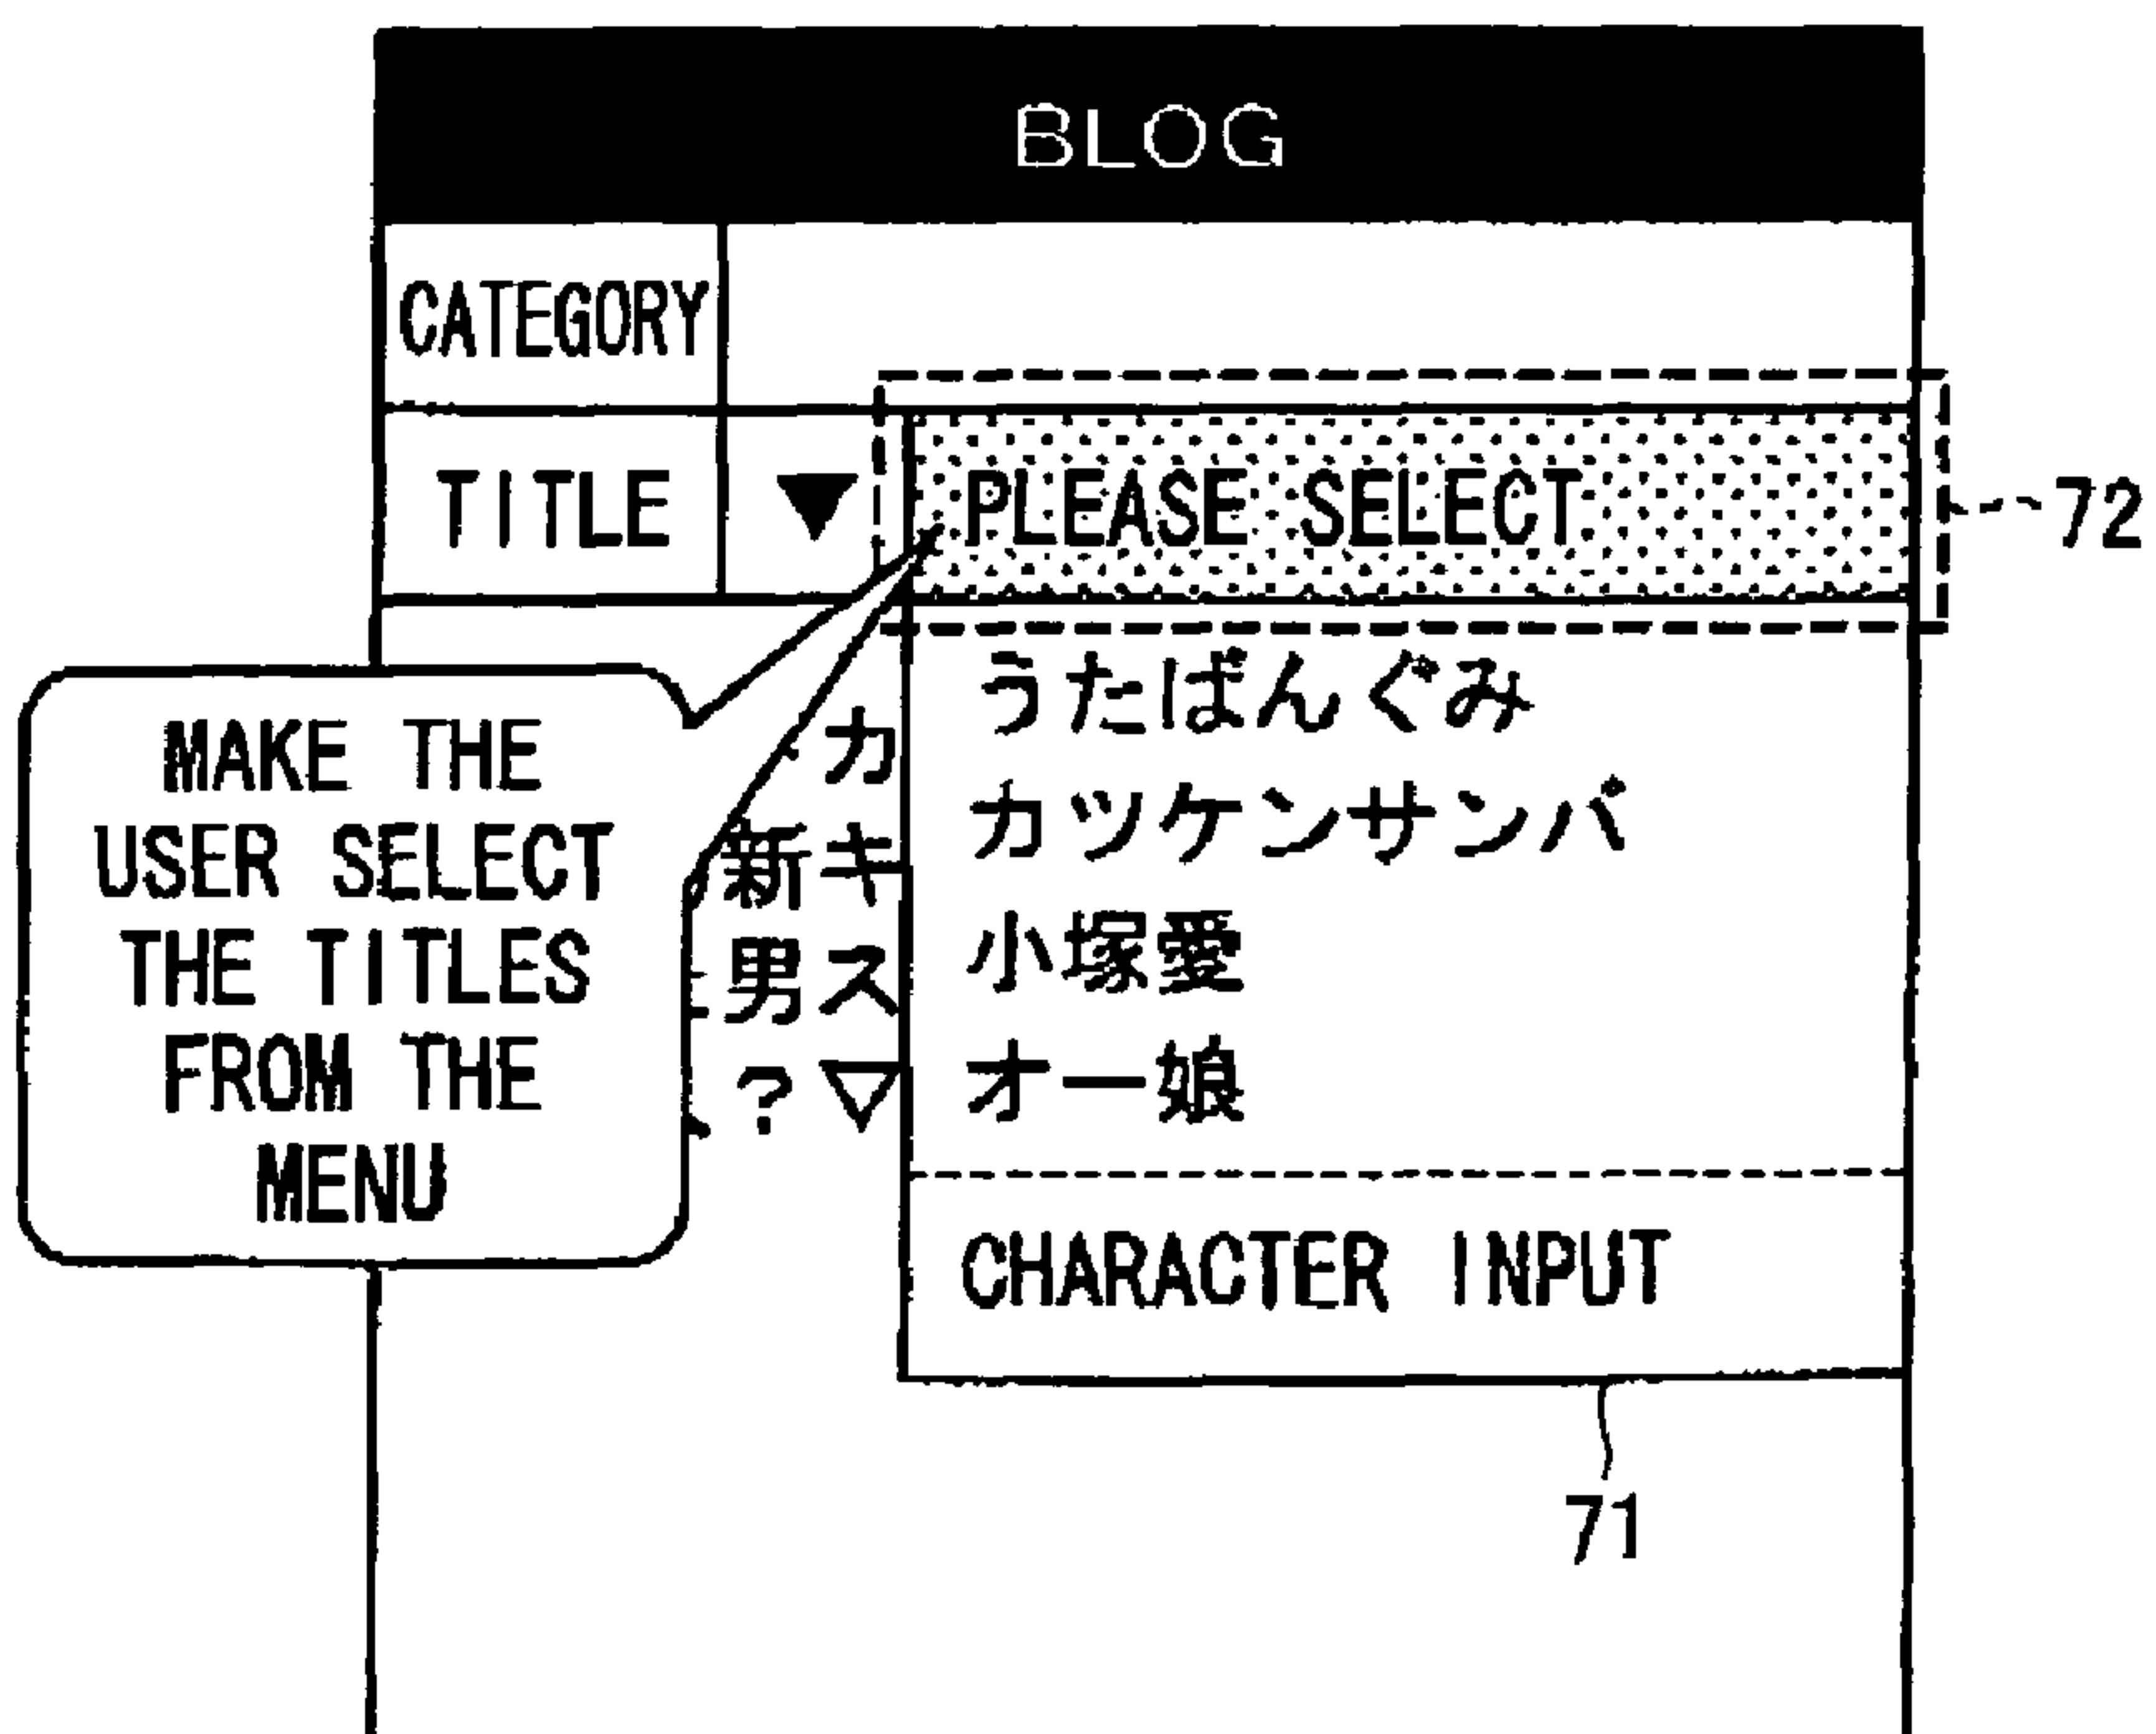 BLOG
CATEGORY
TITLE ▼ PLEASE SELECT
72
MAKE THE
USER SELECT
THE TITLES
FROM THE
MENU
カ
新キ
男ス
?▽
うたばんぐみ
カツケンサンバ
小塚愛
オー娘
CHARACTER INPUT
71